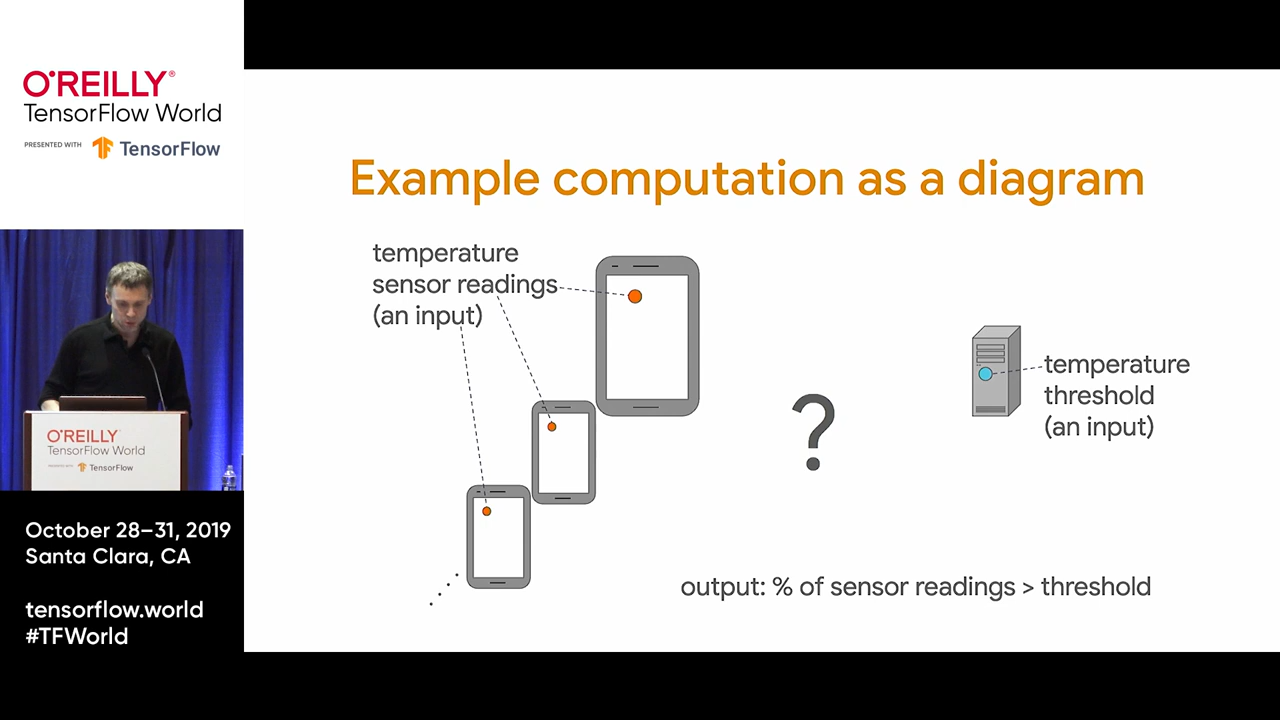 O'REILLY®
TensorFlow World
PRESENTED WITH TensorFlow
O'REILLY
TensorFlow World
PRESENTED WITH TensorFlow
October 28–31, 2019
Santa Clara, CA
tensorflow.world
#TFWorld
Example computation as a diagram
temperature
sensor readings
(an input)
?
temperature
threshold
(an input)
output: % of sensor readings > threshold